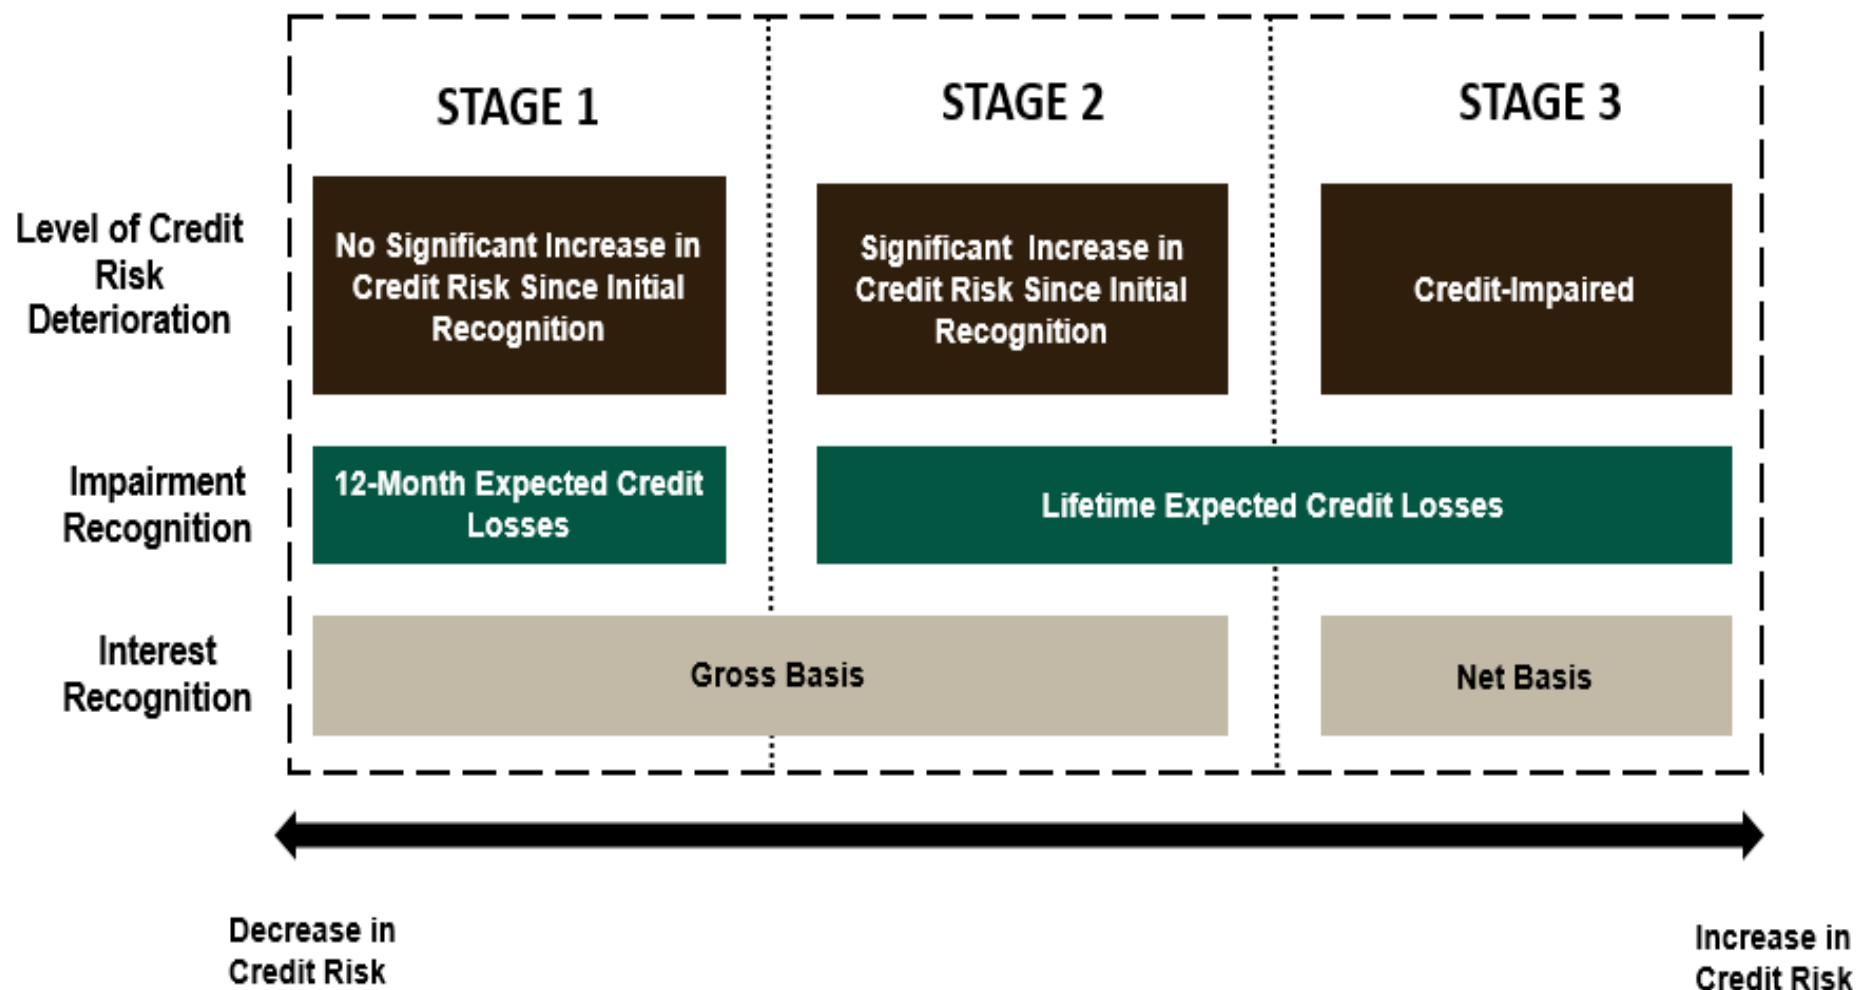 STAGE 1
STAGE 2
STAGE 3
Level of Credit
Risk
Deterioration
No Significant Increase in
Credit Risk Since Initial
Recognition
Significant Increase in
Credit Risk Since Initial
Recognition
Credit-Impaired
Impairment
Recognition
12-Month Expected Credit
Losses
Lifetime Expected Credit Losses
Interest
Recognition
Gross Basis
Net Basis
Decrease in
Credit Risk
Increase in
Credit Risk